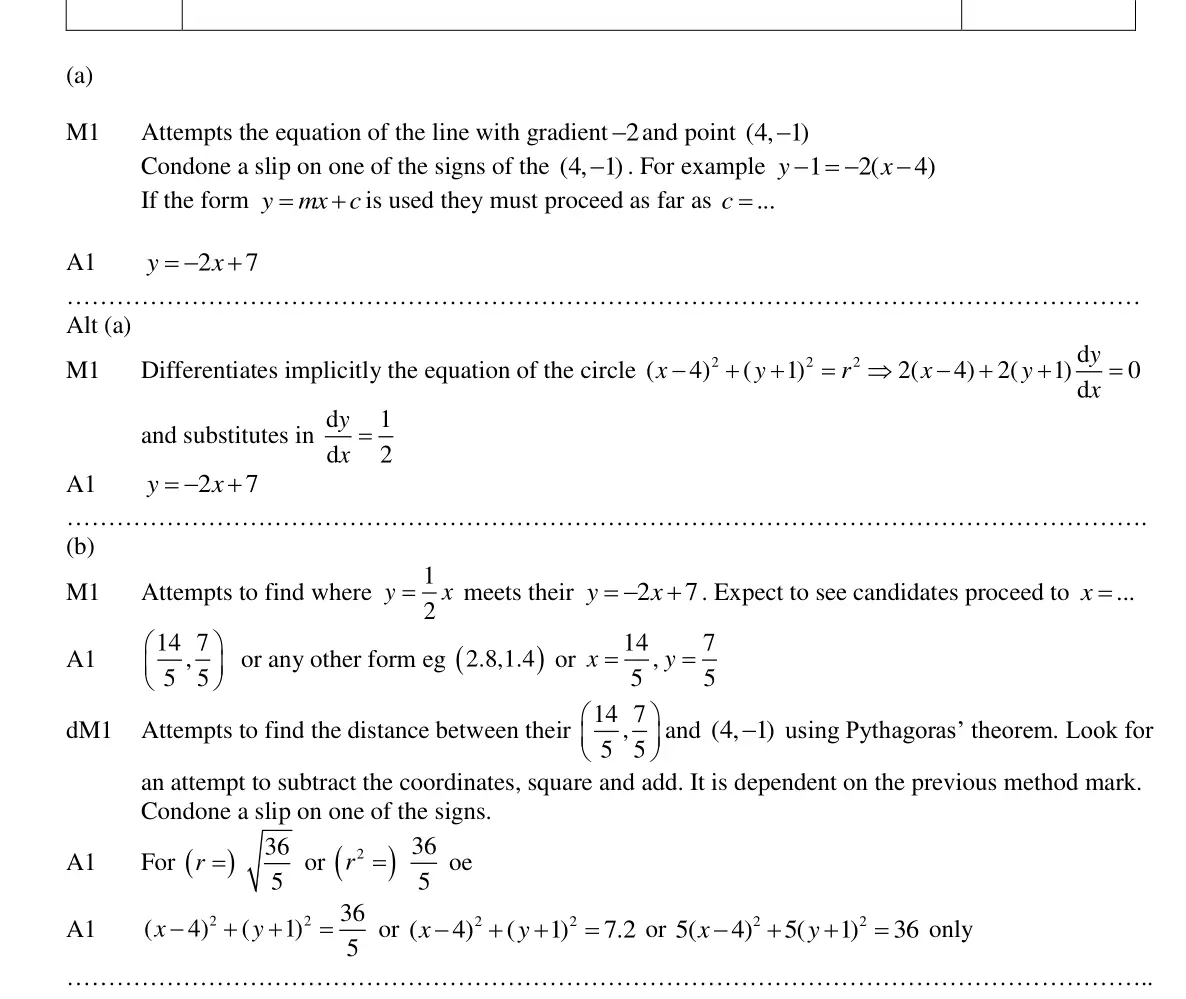 (a)
M1 Attempts the equation of the line with gradient −2 and point (4, −1)
Condone a slip on one of the signs of the (4, −1). For example y − 1 = −2(x − 4)
If the form y = mx + c is used they must proceed as far as c = ...
A1 y = −2x + 7
……………………………………………………………………………………………………………………
Alt (a)
M1 Differentiates implicitly the equation of the circle (x − 4)² + (y + 1)² = r² ⇒ 2(x − 4) + 2(y + 1) dy/dx = 0
and substitutes in dy/dx = 1/2
A1 y = −2x + 7
…………………………………………………………………………………………………………………….
(b)
M1 Attempts to find where y = 1/2 x meets their y = −2x + 7. Expect to see candidates proceed to x = ...
A1 (14/5, 7/5) or any other form eg (2.8,1.4) or x = 14/5, y = 7/5
dM1 Attempts to find the distance between their (14/5, 7/5) and (4, −1) using Pythagoras’ theorem. Look for
an attempt to subtract the coordinates, square and add. It is dependent on the previous method mark.
Condone a slip on one of the signs.
A1 For (r =) √(36/5) or (r² =) 36/5 oe
A1 (x − 4)² + (y + 1)² = 36/5 or (x − 4)² + (y + 1)² = 7.2 or 5(x − 4)² + 5(y + 1)² = 36 only
……………………………………………………………………………………………………………………..